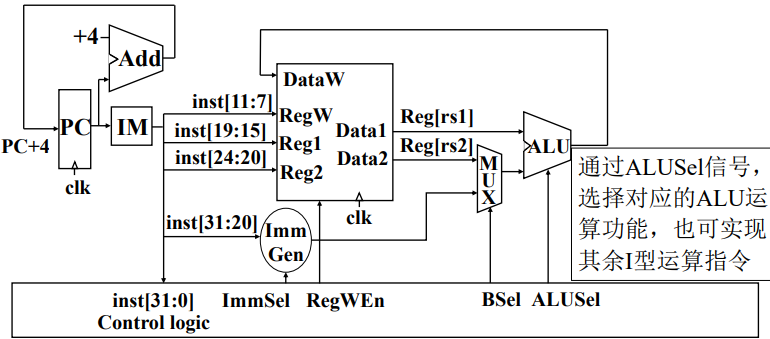 +4
Add
DataW
inst[11:7]
RegW
PC
IM
inst[19:15]
Reg1
Data1
Reg[rs1]
ALU
PC+4
inst[24:20]
Reg2
Data2
Reg[rs2]
MUX
clk
clk
inst[31:20]
Imm
Gen
通过ALUSel信号，
选择对应的ALU运
算功能，也可实现
其余I型运算指令
inst[31:0]
ImmSel
RegWEn
BSel
ALUSel
Control logic